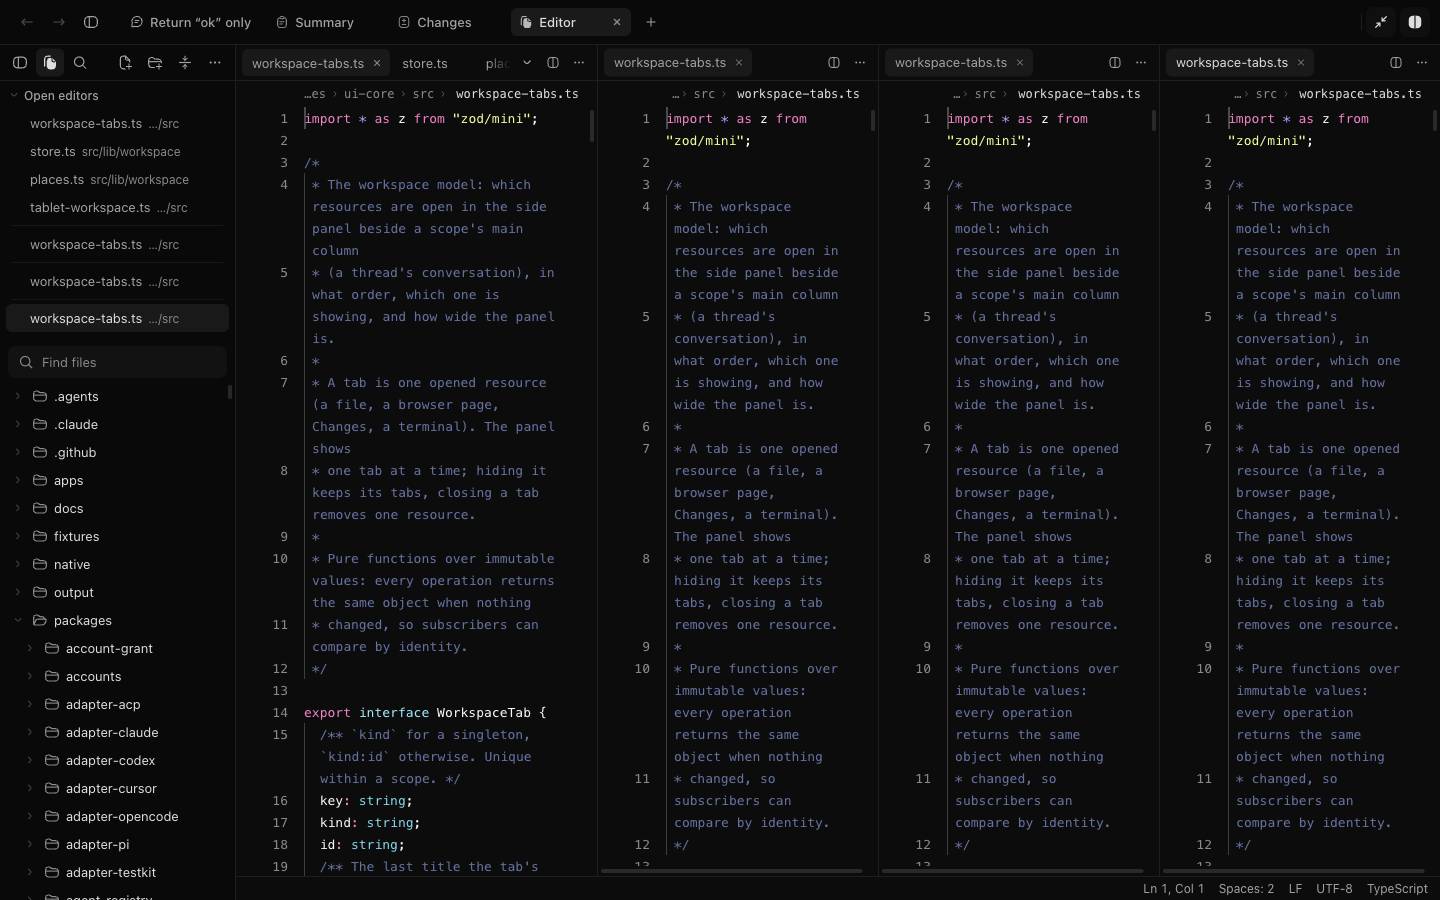 Return “ok” only
Summary
Changes
Editor
workspace-tabs.ts
store.ts
workspace-tabs.ts
workspace-tabs.ts
workspace-tabs.ts
Open editors
workspace-tabs.ts …/src
store.ts src/lib/workspace
places.ts src/lib/workspace
tablet-workspace.ts …/src
workspace-tabs.ts …/src
workspace-tabs.ts …/src
workspace-tabs.ts …/src
Find files
.agents
.claude
.github
apps
docs
fixtures
native
output
packages
account-grant
accounts
adapter-acp
adapter-claude
adapter-codex
adapter-cursor
adapter-opencode
adapter-pi
adapter-testkit
agent-registry
…es › ui-core › src › workspace-tabs.ts
1 import * as z from "zod/mini";
2
3 /*
4 * The workspace model: which
resources are open in the side
panel beside a scope's main
column
5 * (a thread's conversation), in
what order, which one is
showing, and how wide the panel
is.
6 *
7 * A tab is one opened resource
(a file, a browser page,
Changes, a terminal). The panel
shows
8 * one tab at a time; hiding it
keeps its tabs, closing a tab
removes one resource.
9 *
10 * Pure functions over immutable
values: every operation returns
the same object when nothing
11 * changed, so subscribers can
compare by identity.
12 */
13
14 export interface WorkspaceTab {
15 /** `kind` for a singleton,
`kind:id` otherwise. Unique
within a scope. */
16 key: string;
17 kind: string;
18 id: string;
19 /** The last title the tab's
… › src › workspace-tabs.ts
1 import * as z from
"zod/mini";
2
3 /*
4 * The workspace
model: which
resources are open in
the side panel beside
a scope's main column
5 * (a thread's
conversation), in
what order, which one
is showing, and how
wide the panel is.
6 *
7 * A tab is one opened
resource (a file, a
browser page,
Changes, a terminal).
The panel shows
8 * one tab at a time;
hiding it keeps its
tabs, closing a tab
removes one resource.
9 *
10 * Pure functions over
immutable values:
every operation
returns the same
object when nothing
11 * changed, so
subscribers can
compare by identity.
12 */
13
… › src › workspace-tabs.ts
1 import * as z from
"zod/mini";
2
3 /*
4 * The workspace
model: which
resources are open in
the side panel beside
a scope's main column
5 * (a thread's
conversation), in
what order, which one
is showing, and how
wide the panel is.
6 *
7 * A tab is one opened
resource (a file, a
browser page,
Changes, a terminal).
The panel shows
8 * one tab at a time;
hiding it keeps its
tabs, closing a tab
removes one resource.
9 *
10 * Pure functions over
immutable values:
every operation
returns the same
object when nothing
11 * changed, so
subscribers can
compare by identity.
12 */
13
… › src › workspace-tabs.ts
1 import * as z from
"zod/mini";
2
3 /*
4 * The workspace
model: which
resources are open in
the side panel beside
a scope's main column
5 * (a thread's
conversation), in
what order, which one
is showing, and how
wide the panel is.
6 *
7 * A tab is one opened
resource (a file, a
browser page,
Changes, a terminal).
The panel shows
8 * one tab at a time;
hiding it keeps its
tabs, closing a tab
removes one resource.
9 *
10 * Pure functions over
immutable values:
every operation
returns the same
object when nothing
11 * changed, so
subscribers can
compare by identity.
12 */
13
Ln 1, Col 1 Spaces: 2 LF UTF-8 TypeScript